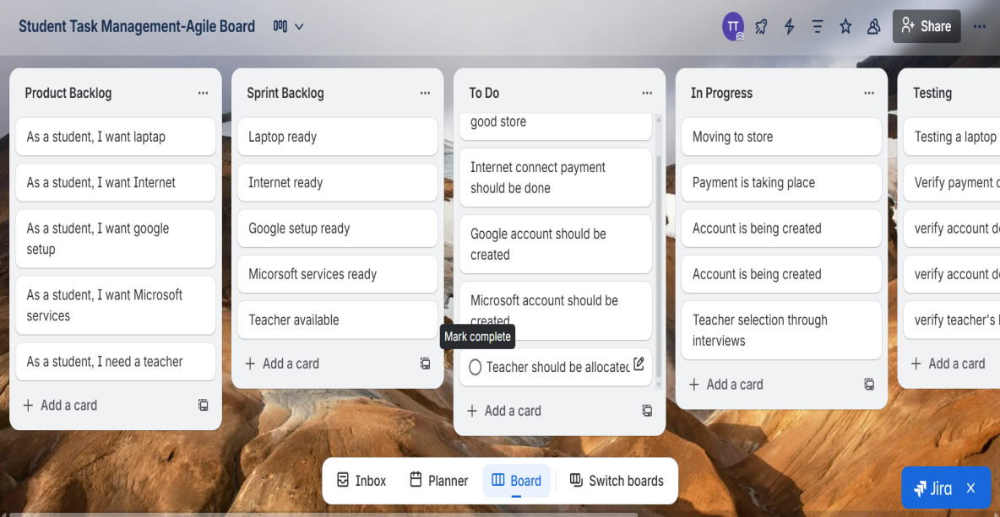 Student Task Management-Agile Board
TT
Share
Product Backlog
As a student, I want laptap
As a student, I want Internet
As a student, I want google
setup
As a student, I want Microsoft
services
As a student, I need a teacher
Add a card
Sprint Backlog
Laptop ready
Internet ready
Google setup ready
Micorsoft services ready
Teacher available
Add a card
To Do
good store
Internet connect payment
should be done
Google account should be
created
Microsoft account should be
created
Mark complete
Teacher should be allocated
Add a card
In Progress
Moving to store
Payment is taking place
Account is being created
Account is being created
Teacher selection through
interviews
Add a card
Testing
Testing a laptop
Verify payment
verify account
verify account
verify teacher's
Add a card
Inbox
Planner
Board
Switch boards
Jira